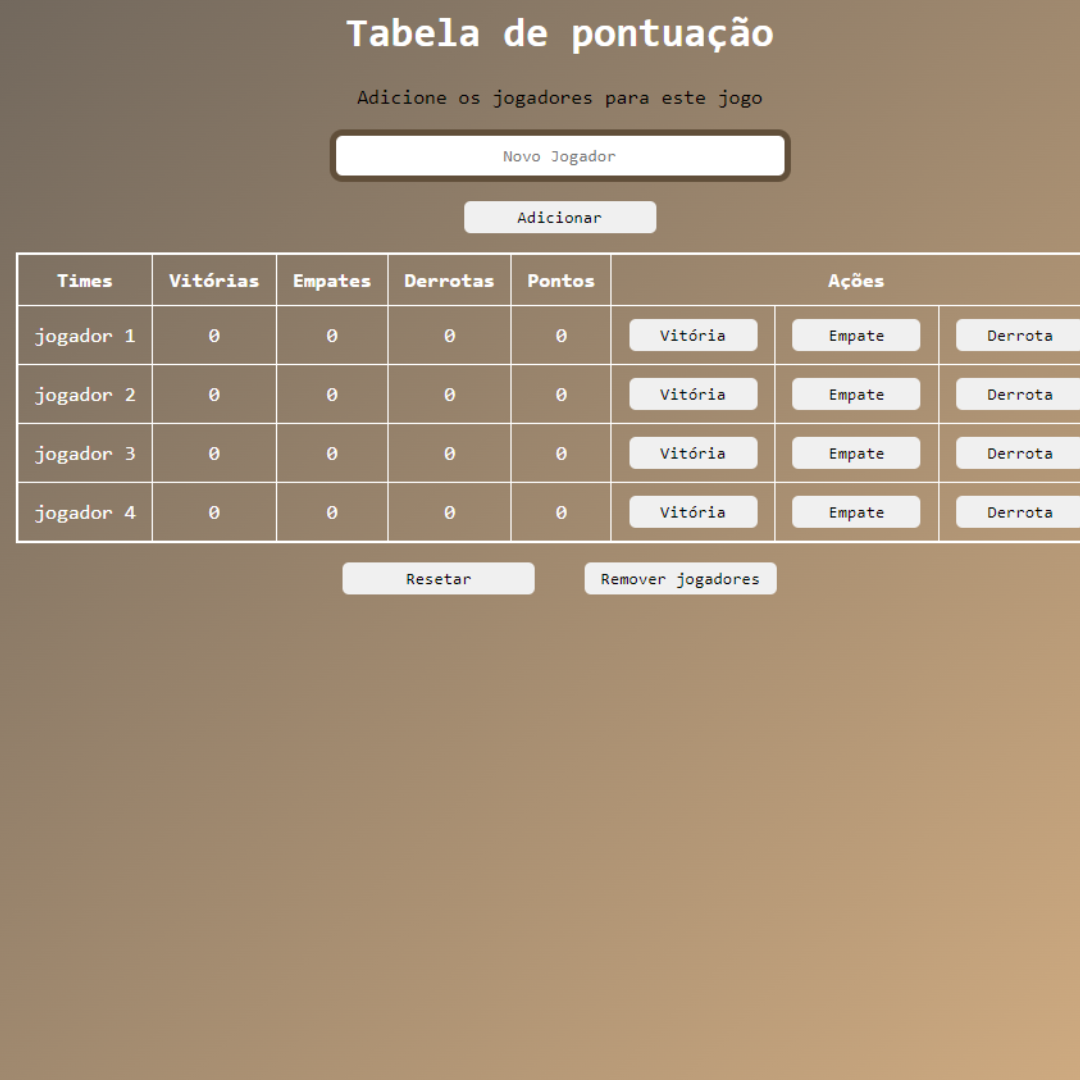 Tabela de pontuação
Adicione os jogadores para este jogo
Novo Jogador
Adicionar
Times Vitórias Empates Derrotas Pontos Ações
jogador 1 0 0 0 0 Vitória Empate Derrota
jogador 2 0 0 0 0 Vitória Empate Derrota
jogador 3 0 0 0 0 Vitória Empate Derrota
jogador 4 0 0 0 0 Vitória Empate Derrota
Resetar Remover jogadores